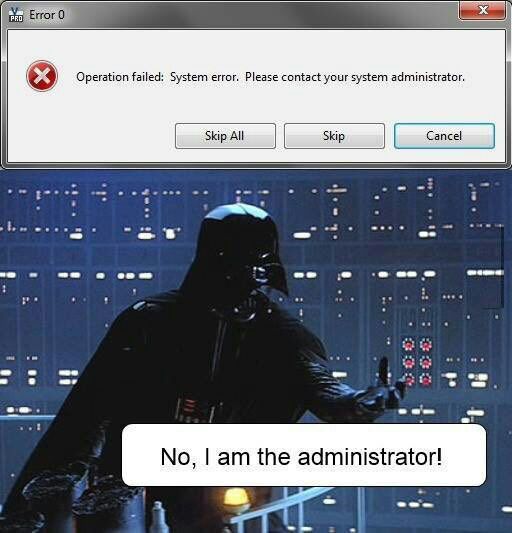 Error 0
PRO
Operation failed: System error. Please contact your system administrator.
Skip All
Skip
Cancel
No, I am the administrator!